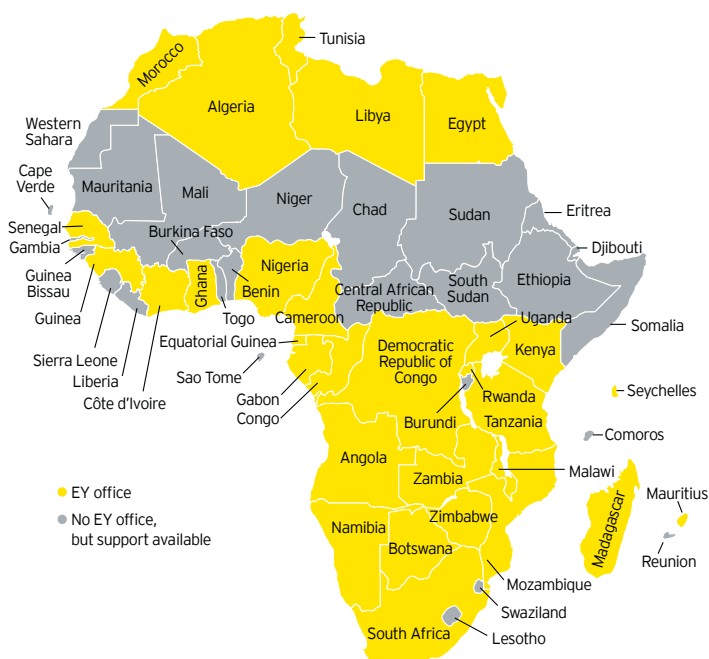 Tunisia
Morocco
Algeria
Libya
Egypt
Western
Sahara
Cape
Verde
Mauritania
Mali
Niger
Chad
Sudan
Eritrea
Senegal
Gambia
Burkina Faso
Djibouti
Guinea
Bissau
Ghana
Nigeria
Benin
Ethiopia
Central African
Republic
South
Sudan
Guinea
Togo
Cameroon
Uganda
Somalia
Sierra Leone
Equatorial Guinea
Democratic
Republic of
Congo
Kenya
Liberia
Sao Tome
Côte d'Ivoire
Gabon
Congo
Rwanda
Seychelles
Burundi
Tanzania
Comoros
Angola
Zambia
Malawi
EY office
No EY office,
but support available
Mauritius
Madagascar
Zimbabwe
Namibia
Botswana
Reunion
Mozambique
Swaziland
South Africa
Lesotho